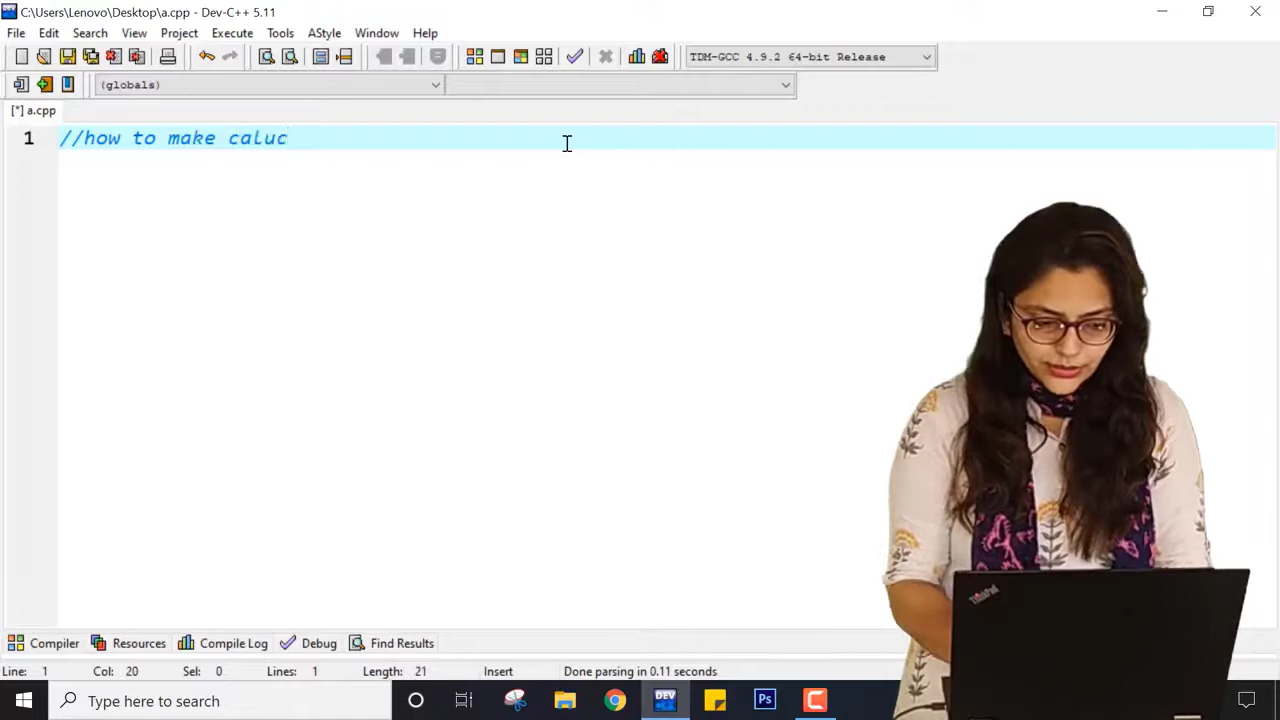 C:\Users\Lenovo\Desktop\a.cpp - Dev-C++ 5.11
File Edit Search View Project Execute Tools AStyle Window Help
TDM-GCC 4.9.2 64-bit Release
(globals)
[*] a.cpp
1 //how to make caluc
ThinkPad
Compiler Resources Compile Log Debug Find Results
Line: 1 Col: 20 Sel: 0 Lines: 1 Length: 21 Insert Done parsing in 0.11 seconds
Type here to search DEV Ps